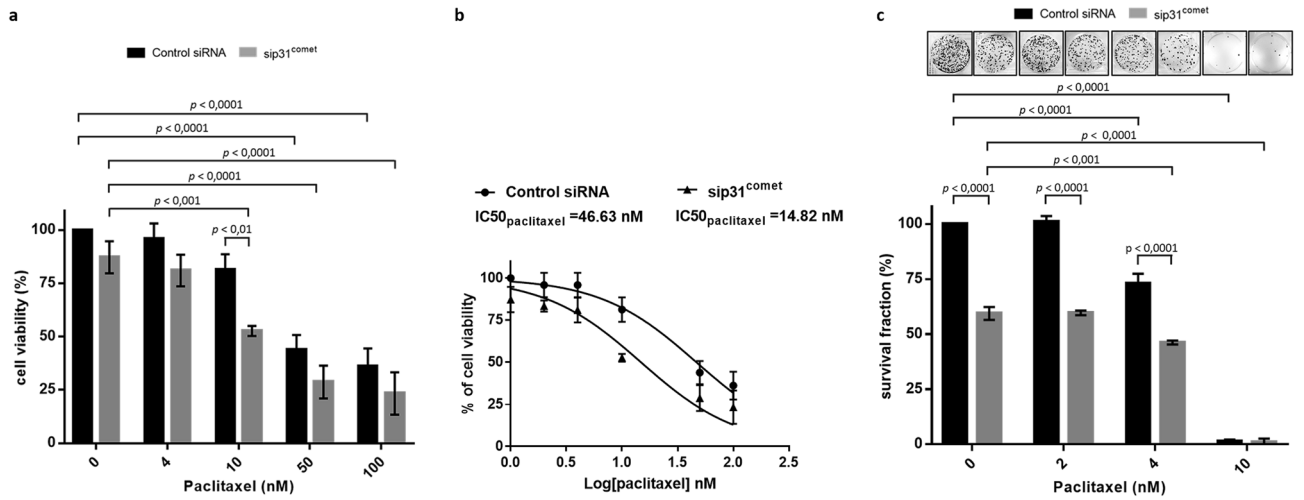 a
Control siRNA sip31comet
p < 0,0001
p < 0,0001
p < 0,0001
p < 0,0001
p < 0,001
p < 0,01
cell viability (%)
100
75
50
25
0
0 4 10 50 100
Paclitaxel (nM)
b
Control siRNA sip31comet
IC50paclitaxel =46.63 nM IC50paclitaxel =14.82 nM
% of cell viability
100
75
50
25
0
0.0 0.5 1.0 1.5 2.0 2.5
Log[paclitaxel] nM
c
Control siRNA sip31comet
p < 0,0001
p < 0,0001
p < 0,0001
p < 0,001
p < 0,0001 p < 0,0001
p < 0,0001
survival fraction (%)
100
75
50
25
0
0 2 4 10
Paclitaxel (nM)